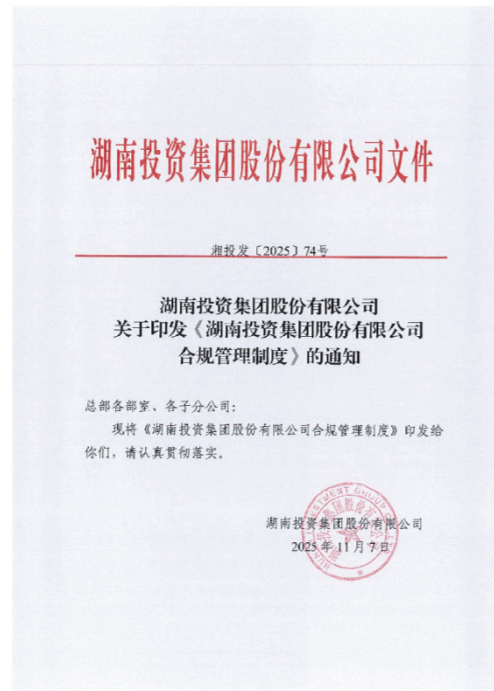 湖南投资集团股份有限公司文件
湘投发〔2025〕74号
湖南投资集团股份有限公司
关于印发《湖南投资集团股份有限公司
合规管理制度》的通知
总部各部室、各子分公司：
现将《湖南投资集团股份有限公司合规管理制度》印发给
你们，请认真贯彻落实。
湖南投资集团股份有限公司
2025年11月7日